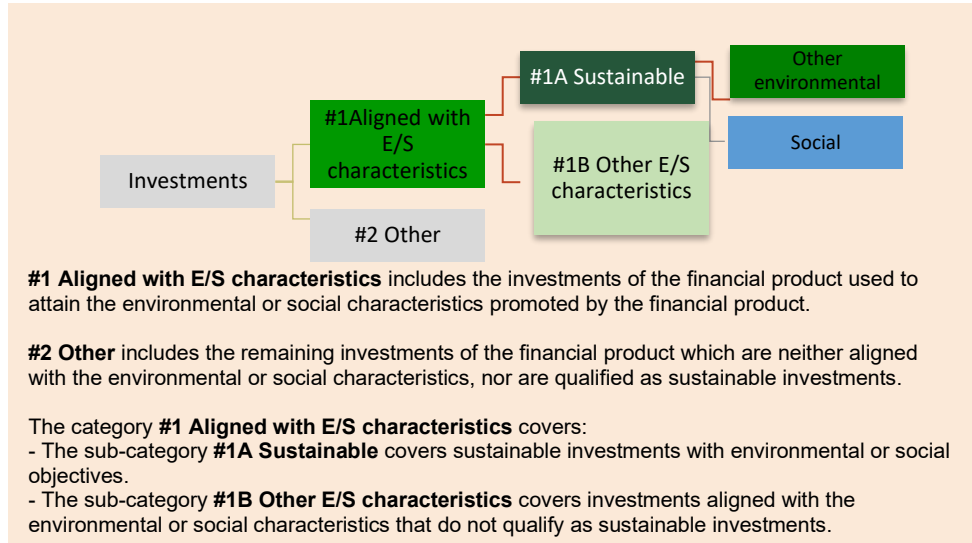 Investments
#1Aligned with
E/S
characteristics
#2 Other
#1A Sustainable
#1B Other E/S
characteristics
Other
environmental
Social
#1 Aligned with E/S characteristics includes the investments of the financial product used to
attain the environmental or social characteristics promoted by the financial product.
#2 Other includes the remaining investments of the financial product which are neither aligned
with the environmental or social characteristics, nor are qualified as sustainable investments.
The category #1 Aligned with E/S characteristics covers:
- The sub-category #1A Sustainable covers sustainable investments with environmental or social
objectives.
- The sub-category #1B Other E/S characteristics covers investments aligned with the
environmental or social characteristics that do not qualify as sustainable investments.